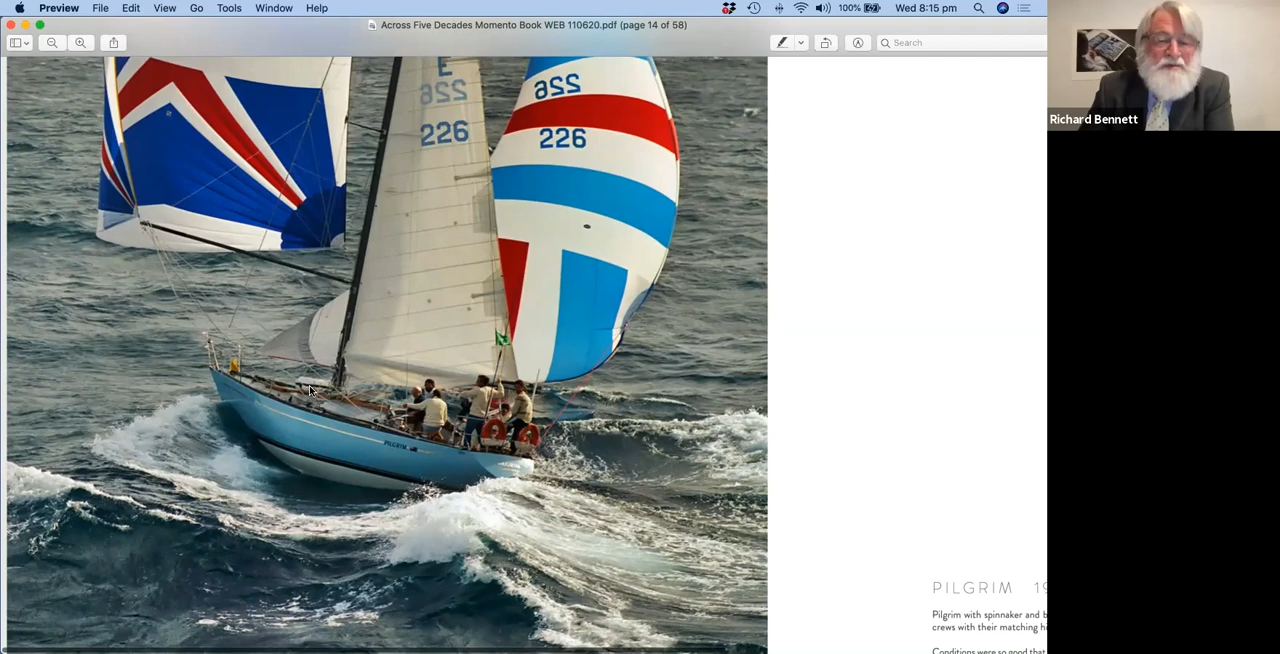 Preview File Edit View Go Tools Window Help 100% Wed 8:15 pm
Across Five Decades Momento Book WEB 110620.pdf (page 14 of 58)
Search
Richard Bennett
E
226
226
226
226
PILGRIM
PILGRIM 19
Pilgrim with spinnaker and b
crews with their matching h
Conditions were so good that